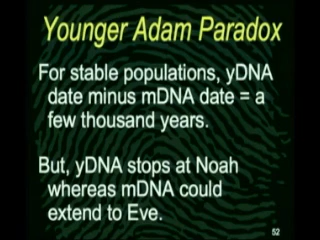 Younger Adam Paradox
For stable populations, yDNA
date minus mDNA date = a
few thousand years.
But, yDNA stops at Noah
whereas mDNA could
extend to Eve.
52